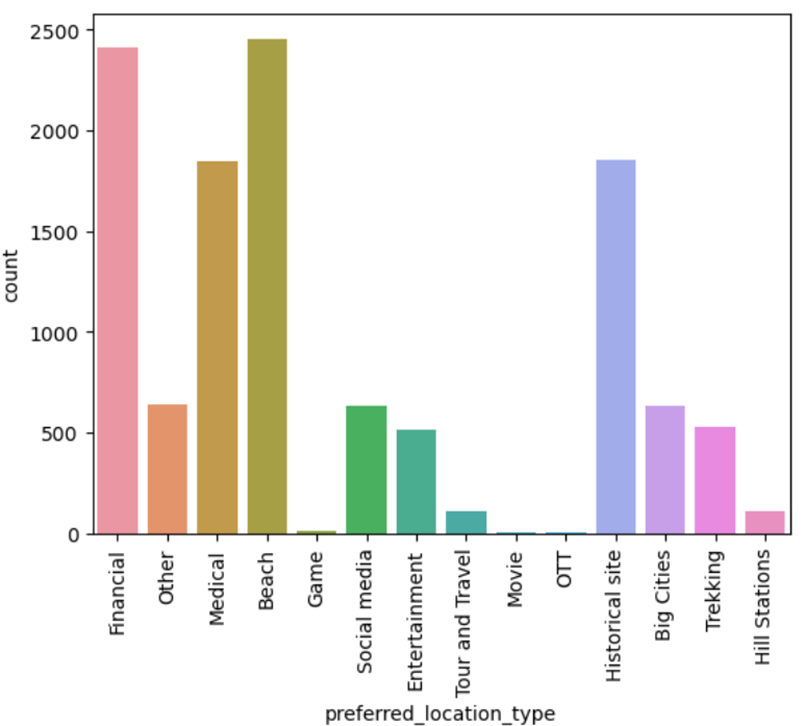 2500
2000
1500
1000
500
0
count
Financial
Other
Medical
Beach
Game
Social media
Entertainment
Tour and Travel
Movie
OTT
Historical site
Big Cities
Trekking
Hill Stations
preferred_location_type